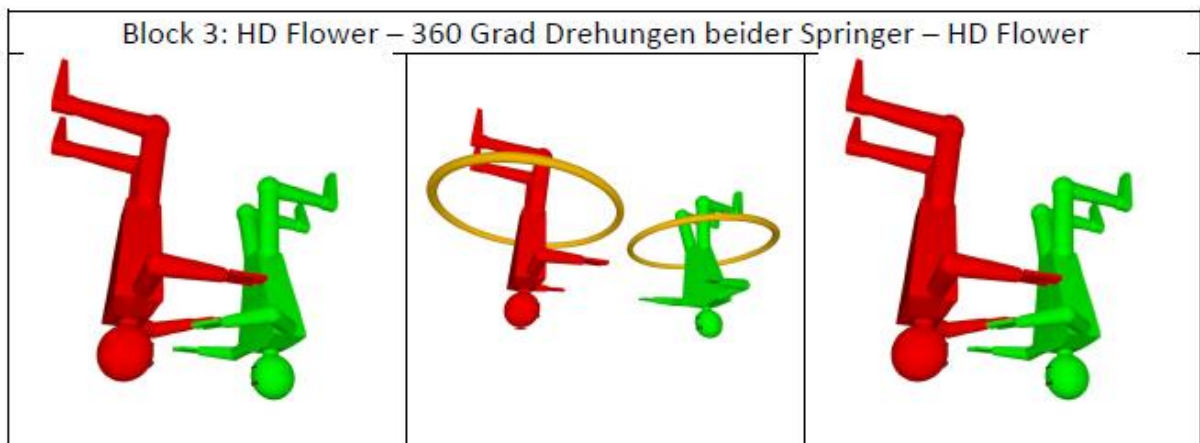 Block 3: HD Flower – 360 Grad Drehungen beider Springer – HD Flower